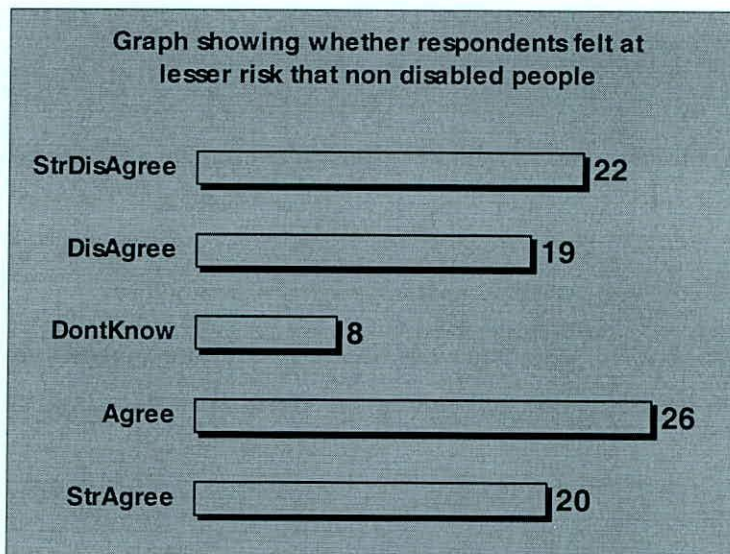 Graph showing whether respondents felt at
lesser risk that non disabled people
StrDisAgree 22
DisAgree 19
DontKnow 8
Agree 26
StrAgree 20